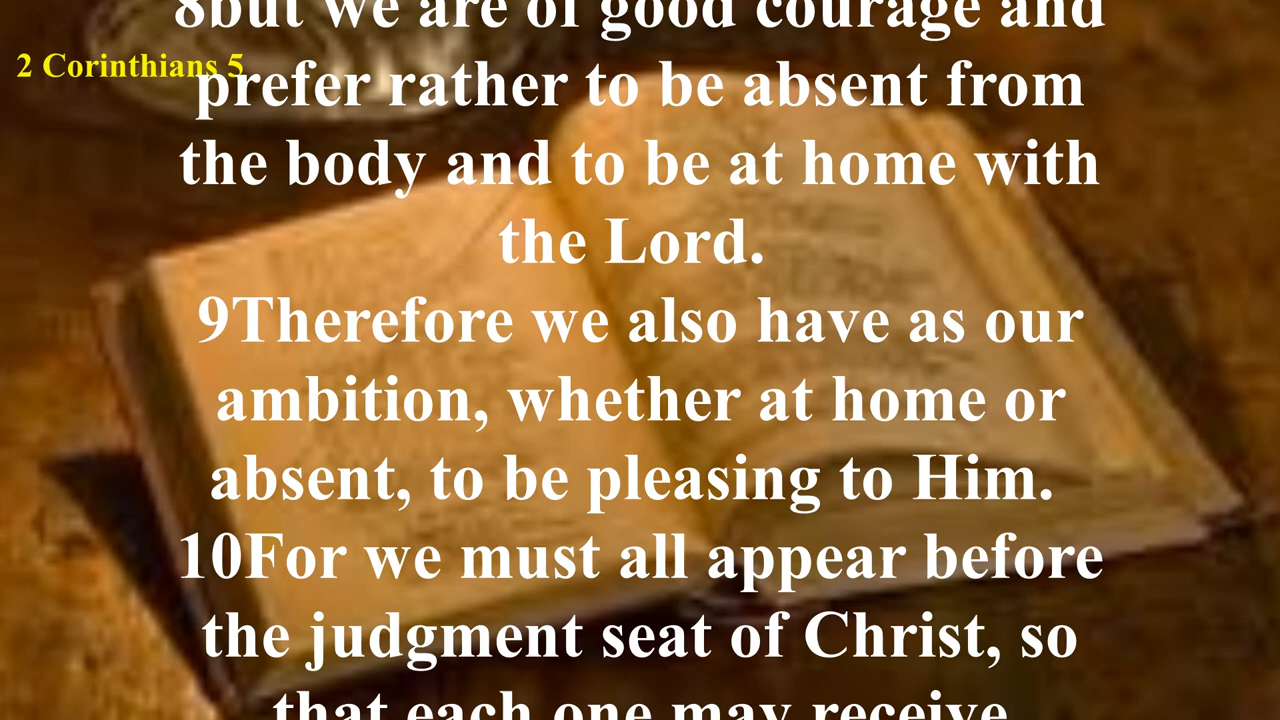 8but we are of good courage and
2 Corinthians 5
prefer rather to be absent from
the body and to be at home with
the Lord.
9Therefore we also have as our
ambition, whether at home or
absent, to be pleasing to Him.
10For we must all appear before
the judgment seat of Christ, so
that each one may receive